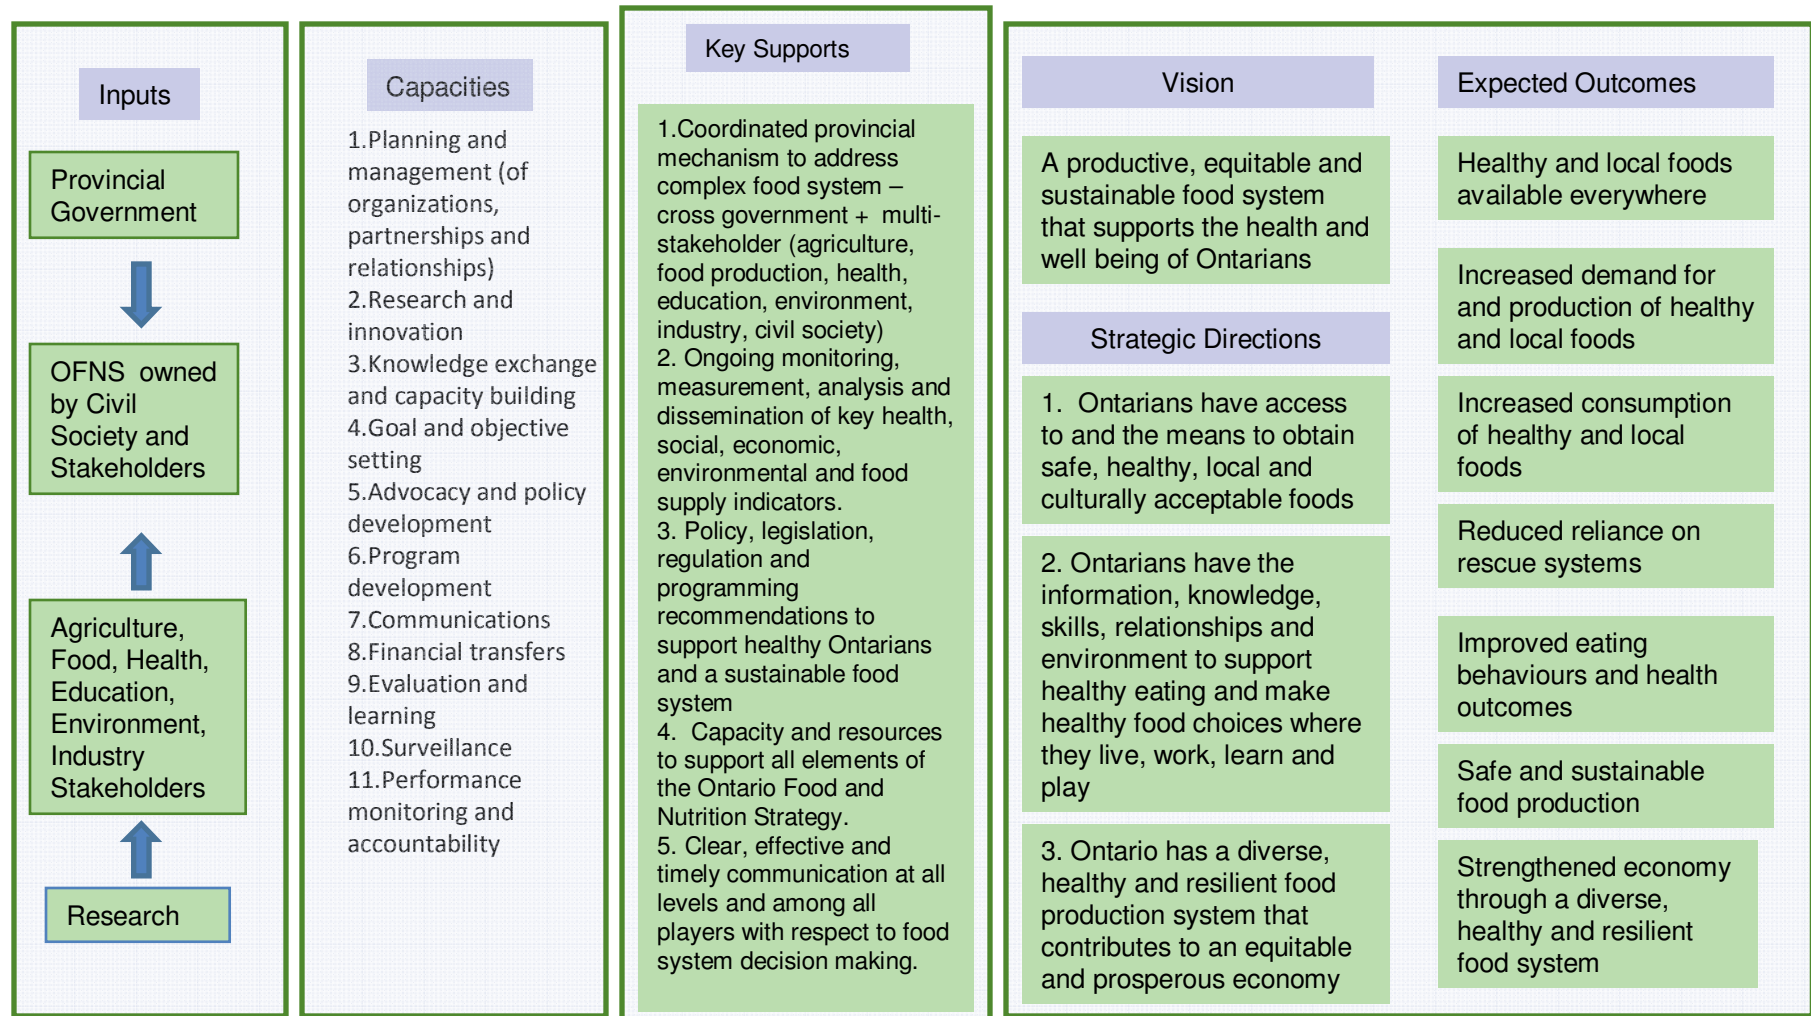 Inputs
Provincial
Government
OFNS  owned
by Civil
Society and
Stakeholders
Agriculture,
Food, Health,
Education,
Environment,
Industry
Stakeholders
Research
Capacities
1.Planning and
management (of
organizations,
partnerships and
relationships)
2.Research and
innovation
3.Knowledge exchange
and capacity building
4.Goal and objective
setting
5.Advocacy and policy
development
6.Program
development
7.Communications
8.Financial transfers
9.Evaluation and
learning
10.Surveillance
11.Performance
monitoring and
accountability
Key Supports
1.Coordinated provincial
mechanism to address
complex food system –
cross government +  multi-
stakeholder (agriculture,
food production, health,
education, environment,
industry, civil society)
2. Ongoing monitoring,
measurement, analysis and
dissemination of key health,
social, economic,
environmental and food
supply indicators.
3. Policy, legislation,
regulation and
programming
recommendations to
support healthy Ontarians
and a sustainable food
system
4.  Capacity and resources
to support all elements of
the Ontario Food and
Nutrition Strategy.
5. Clear, effective and
timely communication at all
levels and among all
players with respect to food
system decision making.
Vision
A productive, equitable and
sustainable food system
that supports the health and
well being of Ontarians
Strategic Directions
1.  Ontarians have access
to and the means to obtain
safe, healthy, local and
culturally acceptable foods
2. Ontarians have the
information, knowledge,
skills, relationships and
environment to support
healthy eating and make
healthy food choices where
they live, work, learn and
play
3. Ontario has a diverse,
healthy and resilient food
production system that
contributes to an equitable
and prosperous economy
Expected Outcomes
Healthy and local foods
available everywhere
Increased demand for
and production of healthy
and local foods
Increased consumption
of healthy and local
foods
Reduced reliance on
rescue systems
Improved eating
behaviours and health
outcomes
Safe and sustainable
food production
Strengthened economy
through a diverse,
healthy and resilient
food system